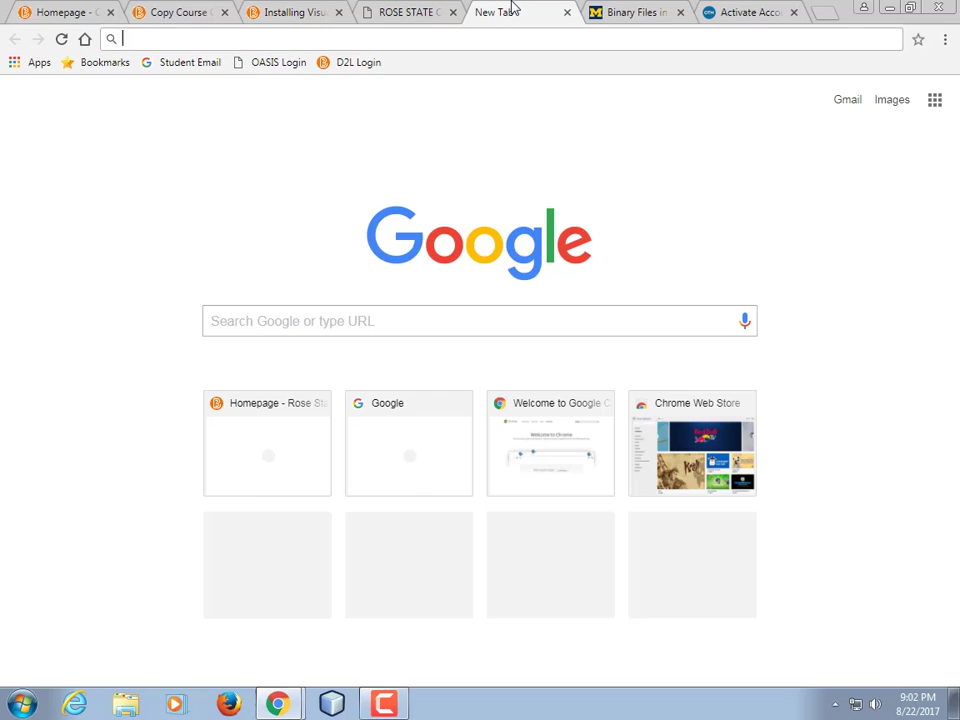 Homepage -
Copy Course
Installing Visu
ROSE STATE C
New Tab
Binary Files in
Activate Acco
Apps
Bookmarks
Student Email
OASIS Login
D2L Login
Gmail
Images
Google
Search Google or type URL
Homepage - Rose Sta
Google
Welcome to Google C
Chrome Web Store
Welcome to Chrome
9:02 PM
8/22/2017